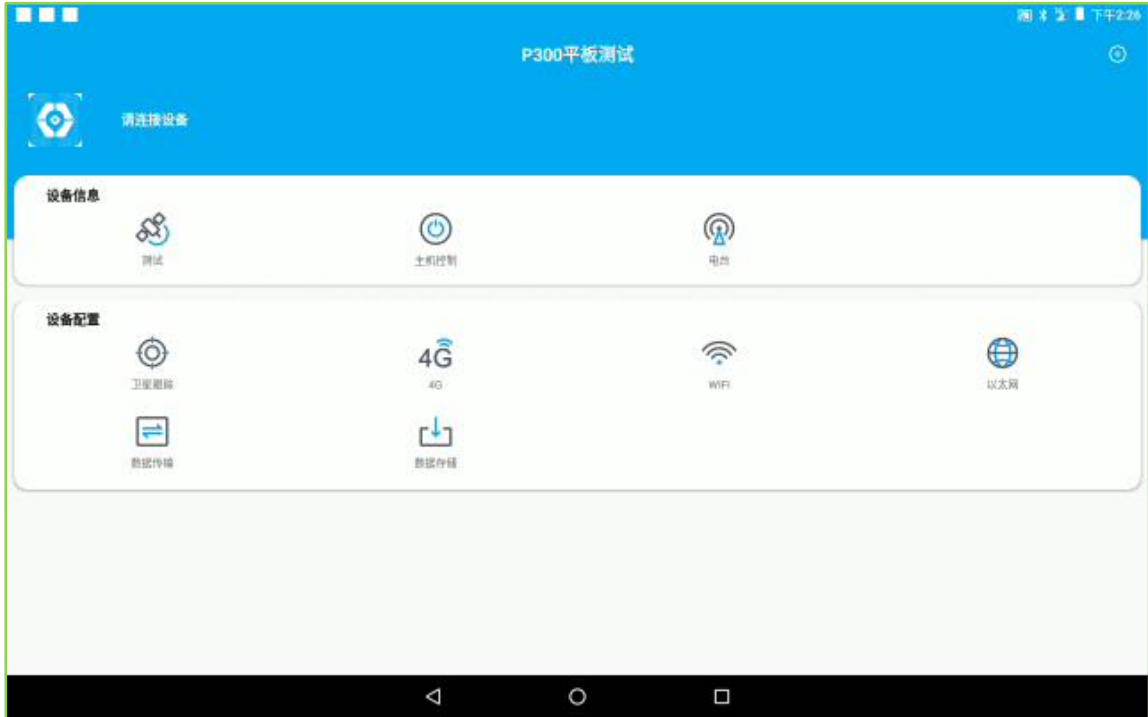 下午2:26
P300平板测试
请连接设备
设备信息
测试
主机控制
电台
设备配置
卫星跟踪
4G
4G
WIFI
以太网
数据传输
数据存储